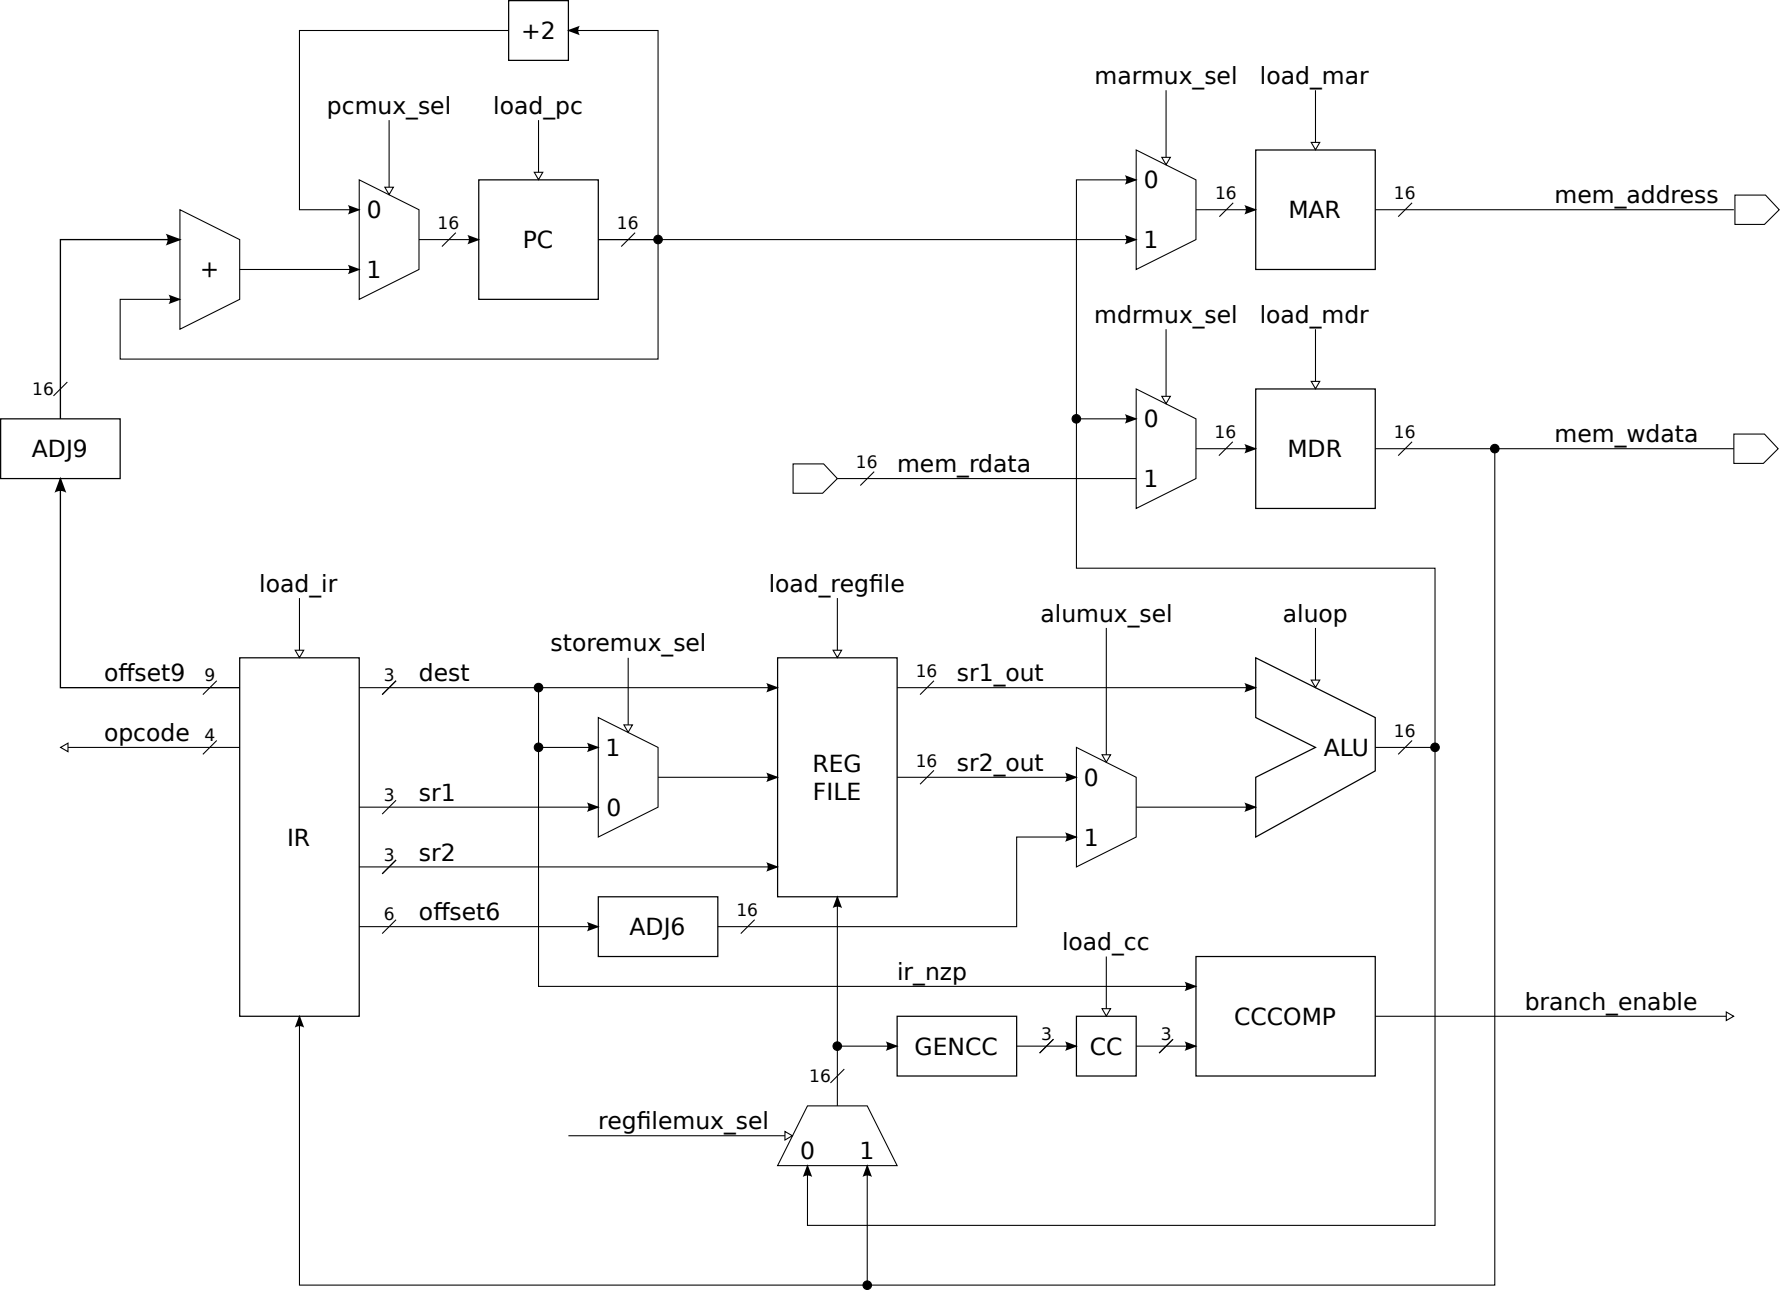 +2
marmux_sel
load_mar
pcmux_sel
load_pc
0
16
MAR
16
mem_address
0
16
PC
16
1
+
1
mdrmux_sel
load_mdr
16
0
16
MDR
16
mem_wdata
ADJ9
16
mem_rdata
1
load_ir
load_regfile
alumux_sel
aluop
storemux_sel
offset9
9
3
dest
16
sr1_out
opcode
4
1
REG
FILE
16
sr2_out
0
ALU
16
3
sr1
0
1
IR
3
sr2
6
offset6
ADJ6
16
load_cc
ir_nzp
CCCOMP
branch_enable
GENCC
3
CC
3
16
regfilemux_sel
0
1